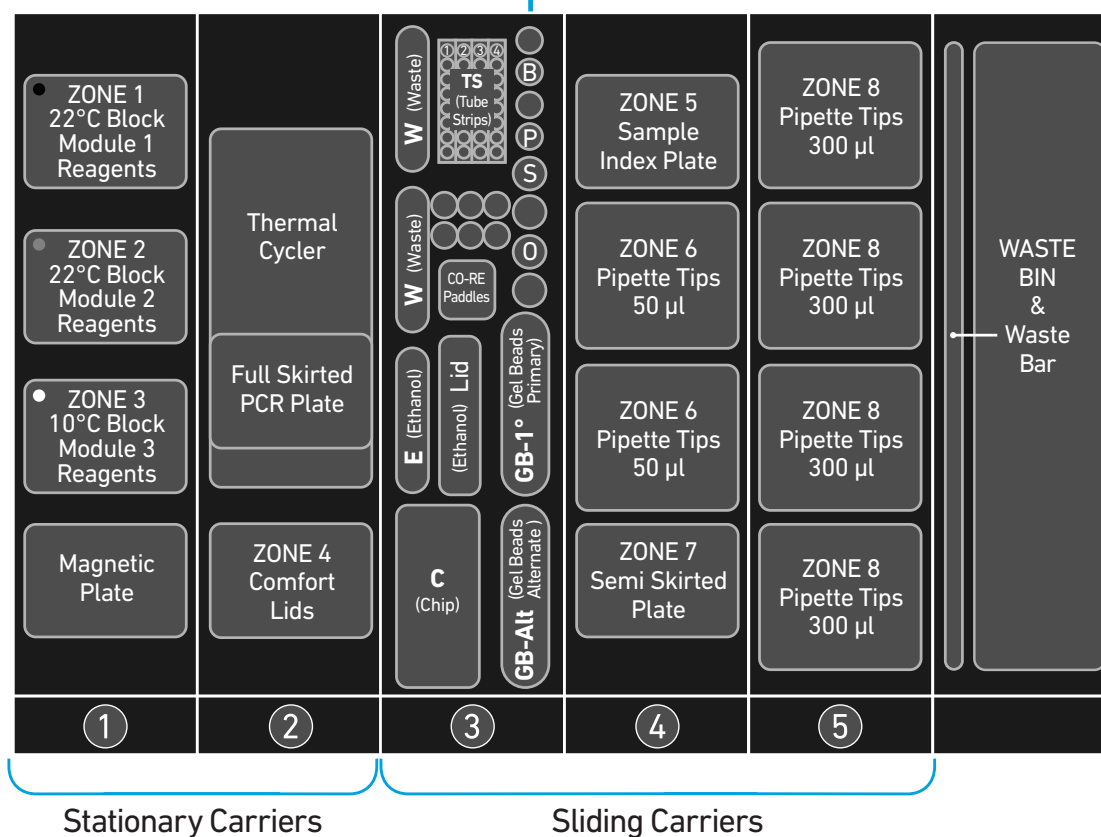 ZONE 1
22°C Block
Module 1
Reagents
ZONE 2
22°C Block
Module 2
Reagents
ZONE 3
10°C Block
Module 3
Reagents
Magnetic
Plate
Thermal
Cycler
Full Skirted
PCR Plate
ZONE 4
Comfort
Lids
W (Waste)
1 2 3 4
TS
(Tube
Strips)
B
P
S
O
W (Waste)
CO-RE
Paddles
E (Ethanol)
(Ethanol) Lid
GB-1° (Gel Beads
Primary)
C
(Chip)
GB-Alt (Gel Beads
Alternate )
ZONE 5
Sample
Index Plate
ZONE 6
Pipette Tips
50 µl
ZONE 6
Pipette Tips
50 µl
ZONE 7
Semi Skirted
Plate
ZONE 8
Pipette Tips
300 µl
ZONE 8
Pipette Tips
300 µl
ZONE 8
Pipette Tips
300 µl
ZONE 8
Pipette Tips
300 µl
WASTE
BIN
&
Waste
Bar
1
2
3
4
5
Stationary Carriers
Sliding Carriers